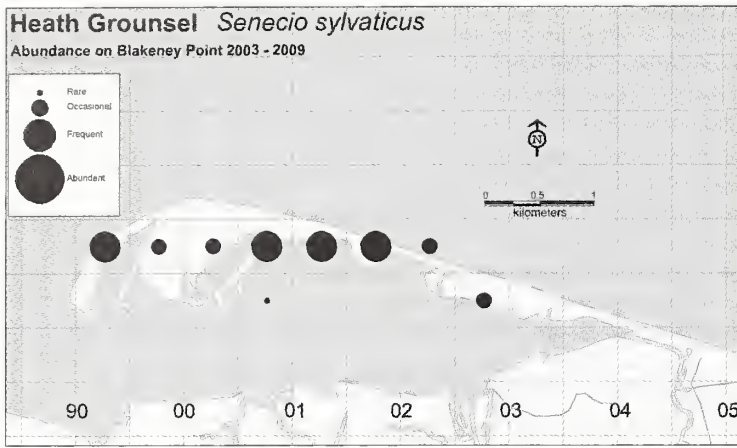 Heath Grounsel Senecio sylvaticus
Abundance on Blakeney Point 2003 - 2009
Rare
Occasional
Frequent
Abundant
N
0 0.5 1
kilometers
90 00 01 02 03 04 05